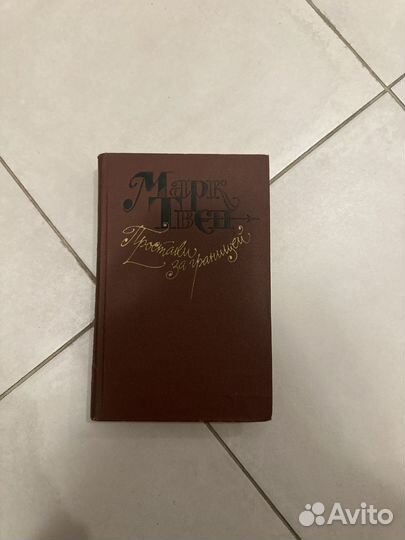 Марк
Твен
Простаки
за границей
Avito